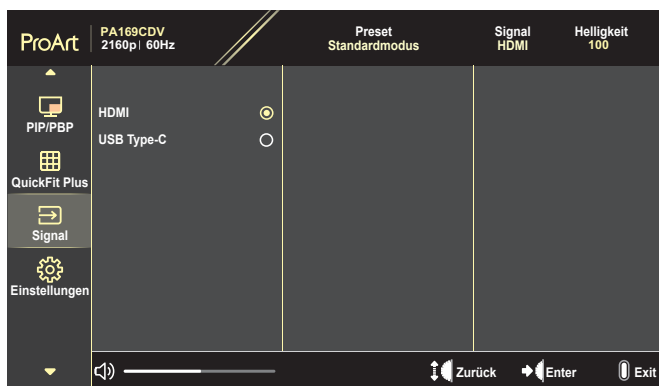 ProArt
PA169CDV
2160p| 60Hz
Preset
Standardmodus
Signal
HDMI
Helligkeit
100
PIP/PBP
QuickFit Plus
Signal
Einstellungen
HDMI
USB Type-C
Zurück
Enter
Exit